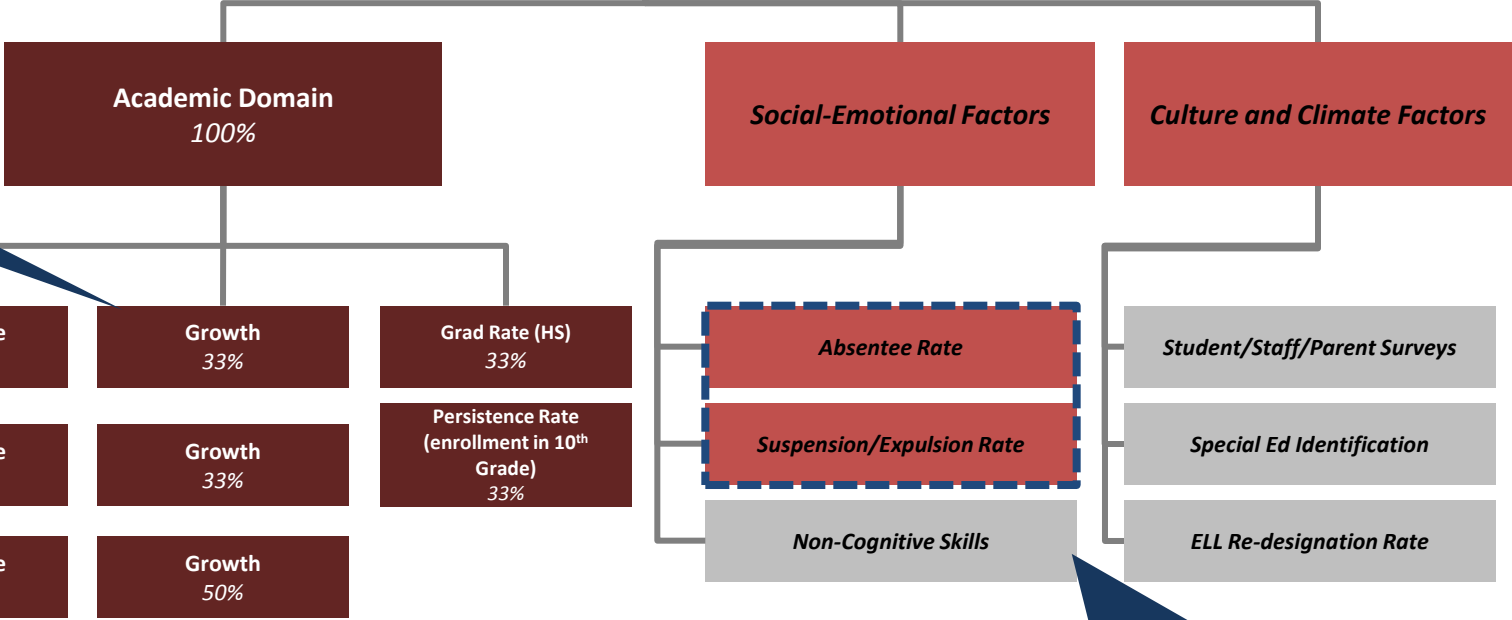 Academic Domain
100%
Social-Emotional Factors
Culture and Climate Factors
Growth
33%
Grad Rate (HS)
33%
Absentee Rate
Student/Staff/Parent Surveys
Growth
33%
Persistence Rate
(enrollment in 10th
Grade)
33%
Suspension/Expulsion Rate
Special Ed Identification
Growth
50%
Non-Cognitive Skills
ELL Re-designation Rate